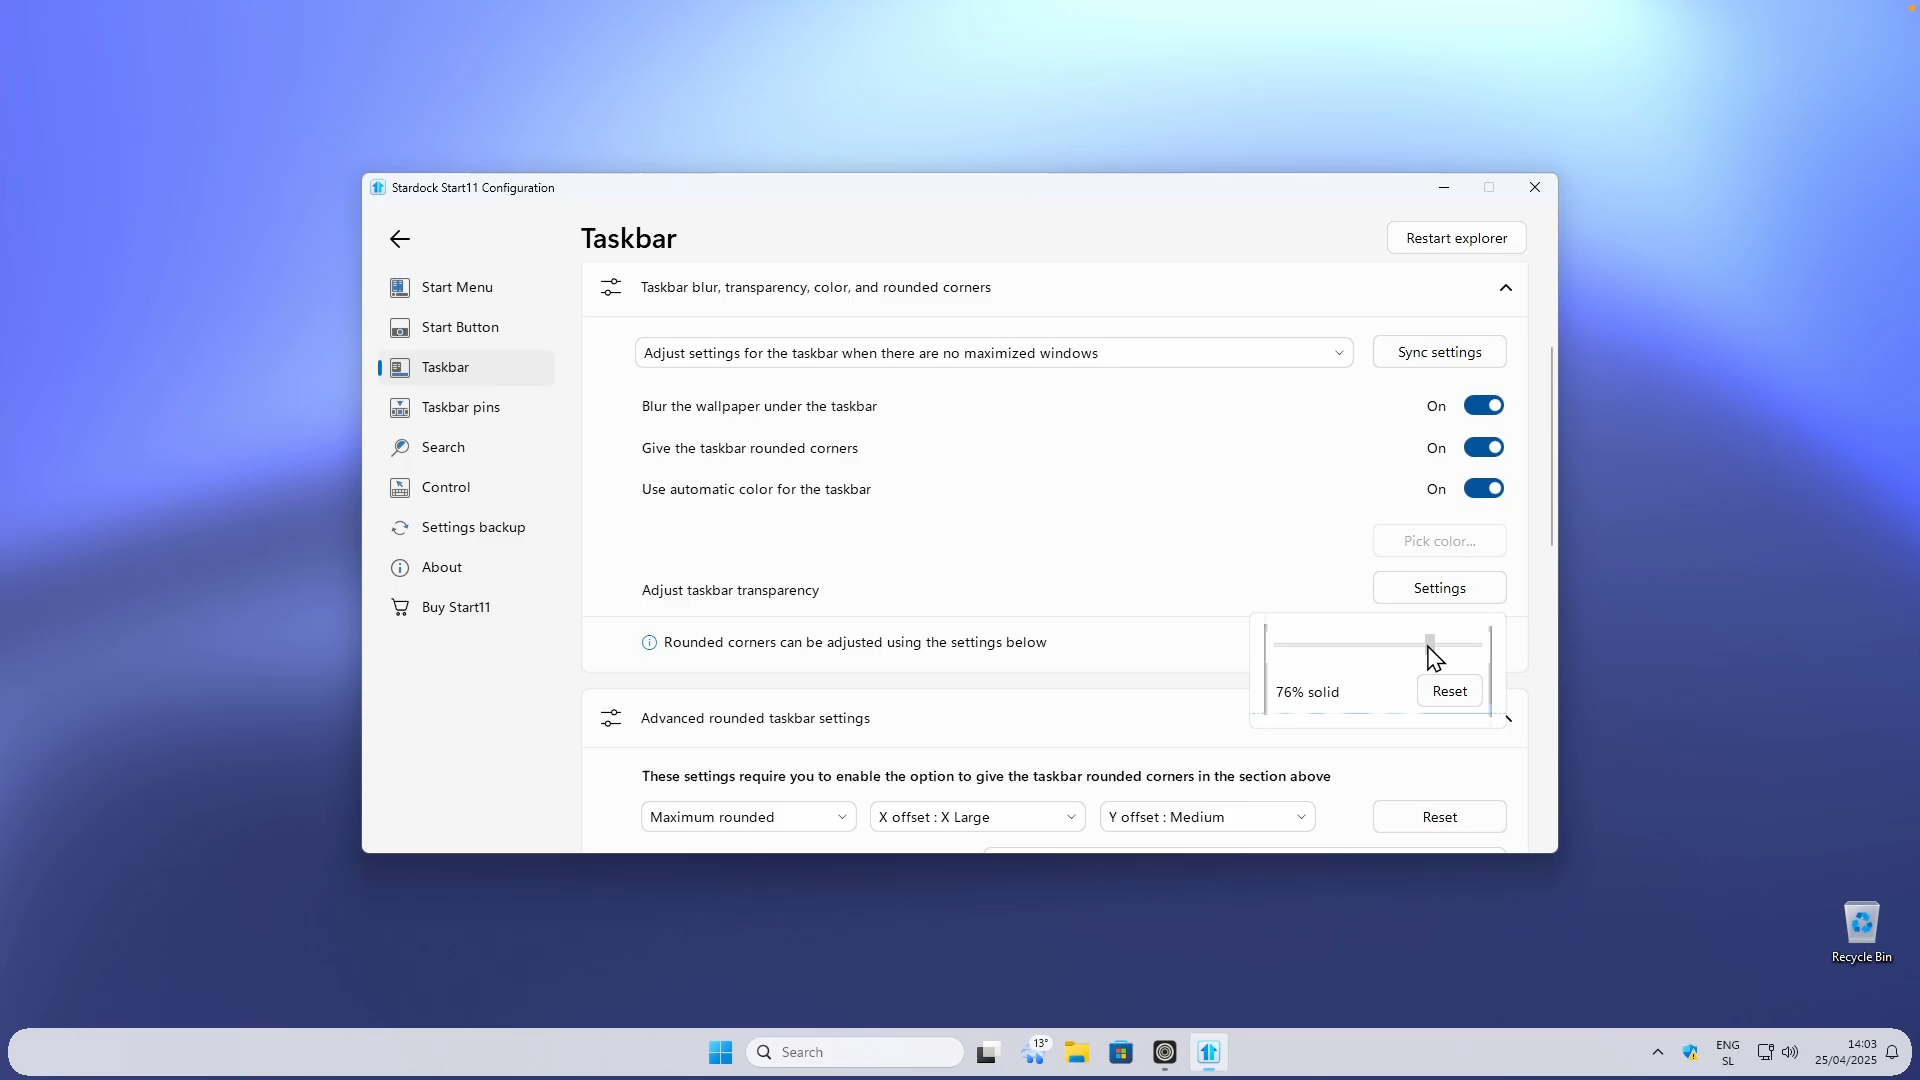 Stardock Start11 Configuration
Taskbar
Restart explorer
Start Menu
Start Button
Taskbar
Taskbar pins
Search
Control
Settings backup
About
Buy Start11
Taskbar blur, transparency, color, and rounded corners
Adjust settings for the taskbar when there are no maximized windows
Sync settings
Blur the wallpaper under the taskbar
On
Give the taskbar rounded corners
On
Use automatic color for the taskbar
On
Pick color...
Adjust taskbar transparency
Settings
Rounded corners can be adjusted using the settings below
76% solid
Reset
Advanced rounded taskbar settings
These settings require you to enable the option to give the taskbar rounded corners in the section above
Maximum rounded
X offset : X Large
Y offset : Medium
Reset
Recycle Bin
Search
13°
ENG
SL
14:03
25/04/2025